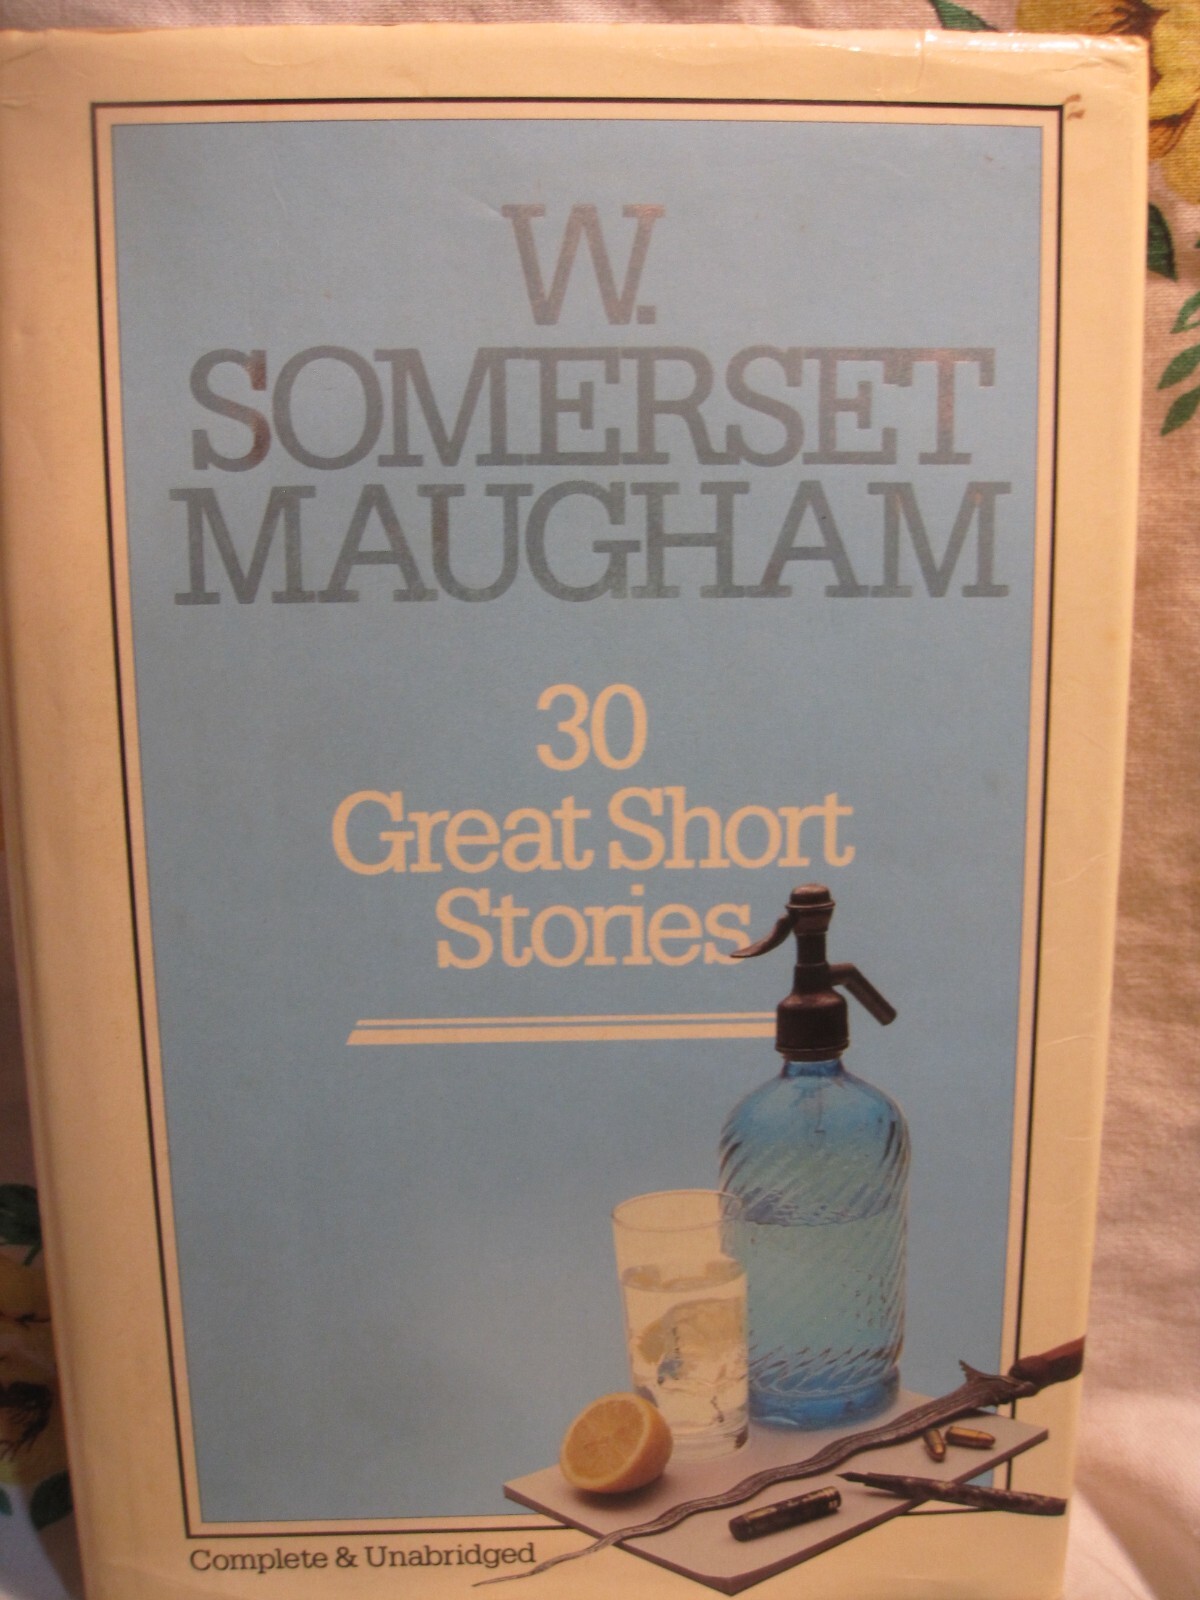 W.
SOMERSET
MAUGHAM
30
Great Short
Stories
Complete & Unabridged